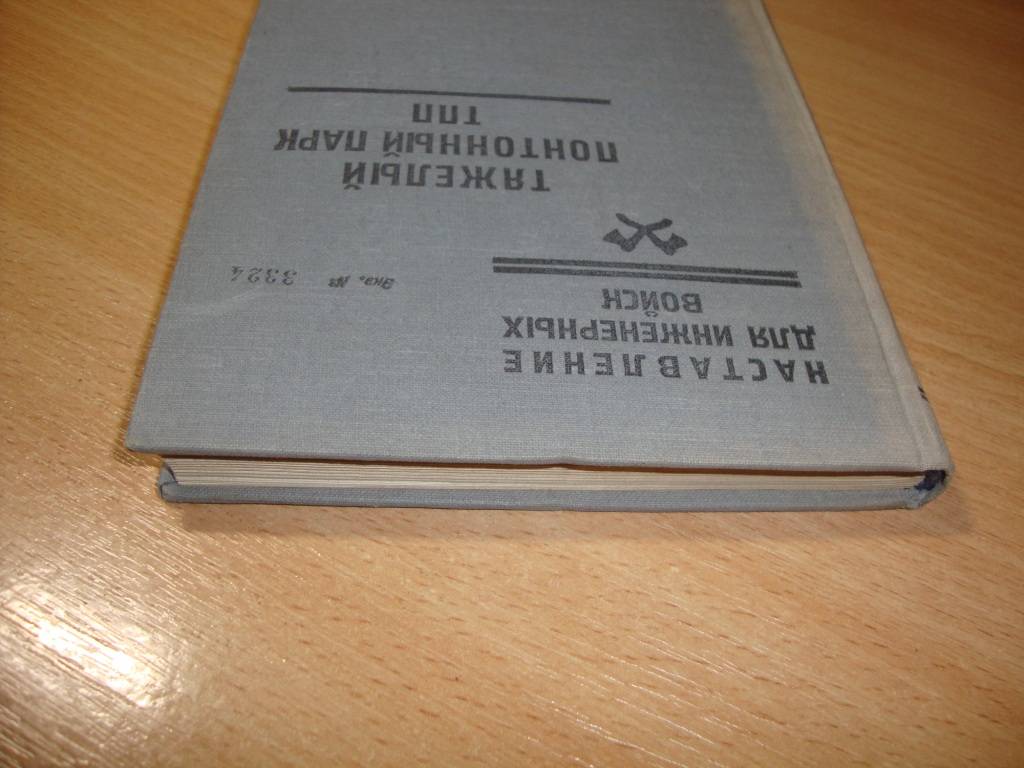 НАСТАВЛЕНИЕ
ДЛЯ ИНЖЕНЕРНЫХ
ВОЙСК
Экз. № 3324
ТЯЖЕЛЫЙ
ПОНТОННЫЙ ПАРК
ТПП